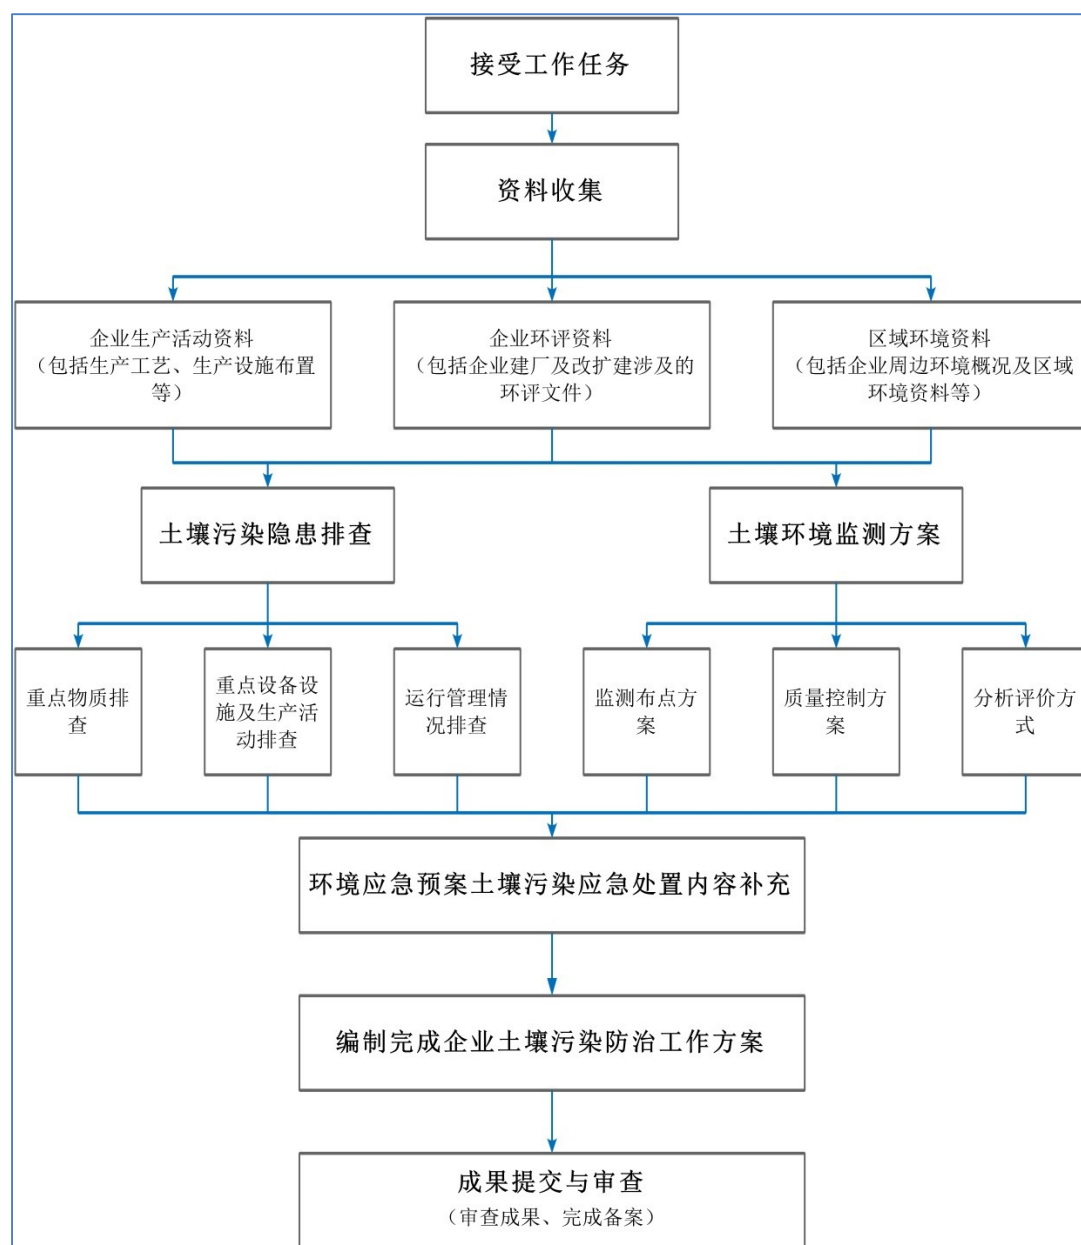 接受工作任务
资料收集
企业生产活动资料
（包括生产工艺、生产设施布置
等）
企业环评资料
（包括企业建厂及改扩建涉及的
环评文件）
区域环境资料
（包括企业周边环境概况及区域
环境资料等）
土壤污染隐患排查
土壤环境监测方案
重点物质排
查
重点设备设
施及生产活
动排查
运行管理情
况排查
监测布点方
案
质量控制方
案
分析评价方
式
环境应急预案土壤污染应急处置内容补充
编制完成企业土壤污染防治工作方案
成果提交与审查
（审查成果、完成备案）